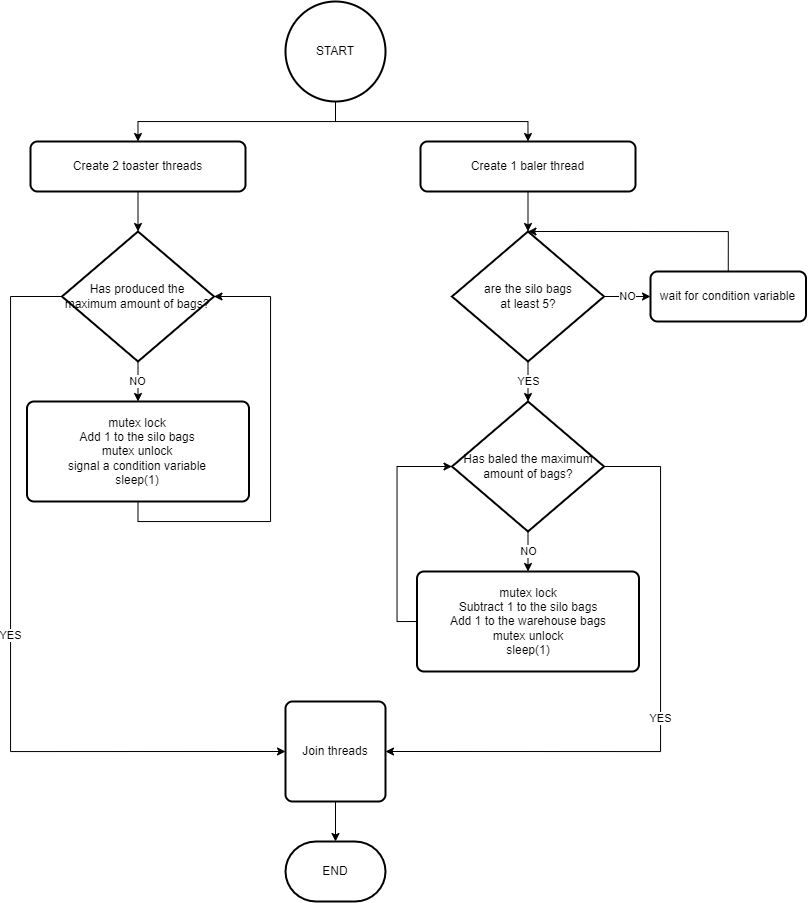 START
Create 2 toaster threads
Create 1 baler thread
Has produced the
maximum amount of bags?
are the silo bags
at least 5?
NO
wait for condition variable
NO
YES
mutex lock
Add 1 to the silo bags
mutex unlock
signal a condition variable
sleep(1)
Has baled the maximum
amount of bags?
NO
mutex lock
Subtract 1 to the silo bags
Add 1 to the warehouse bags
mutex unlock
sleep(1)
YES
YES
Join threads
END